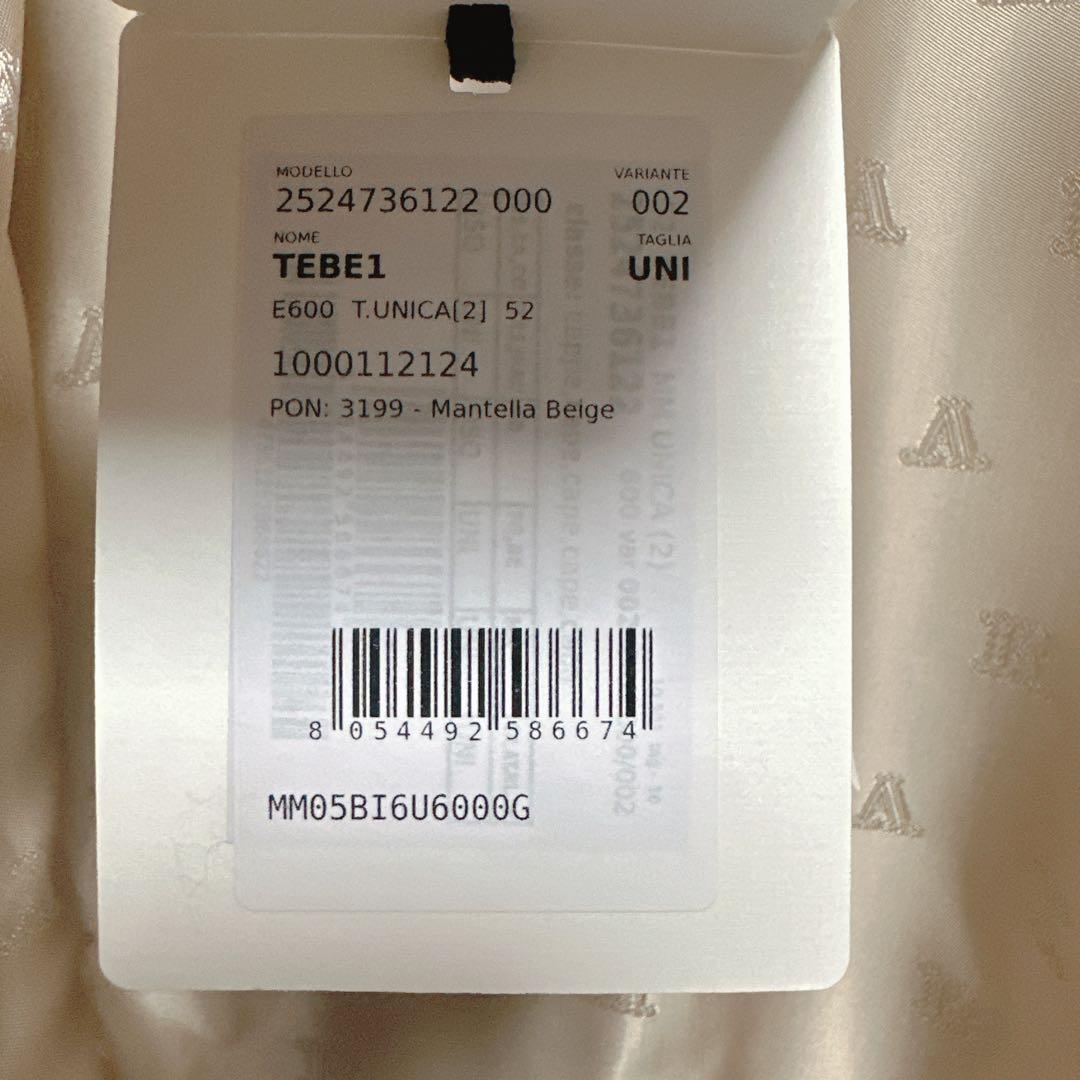 MODELLO VARIANTE
2524736122 000 002
NOME TAGLIA
TEBE1 UNI
E600 T.UNICA[2] 52
1000112124
PON: 3199 - Mantella Beige
8 054492 586674
MM05BI6U6000G